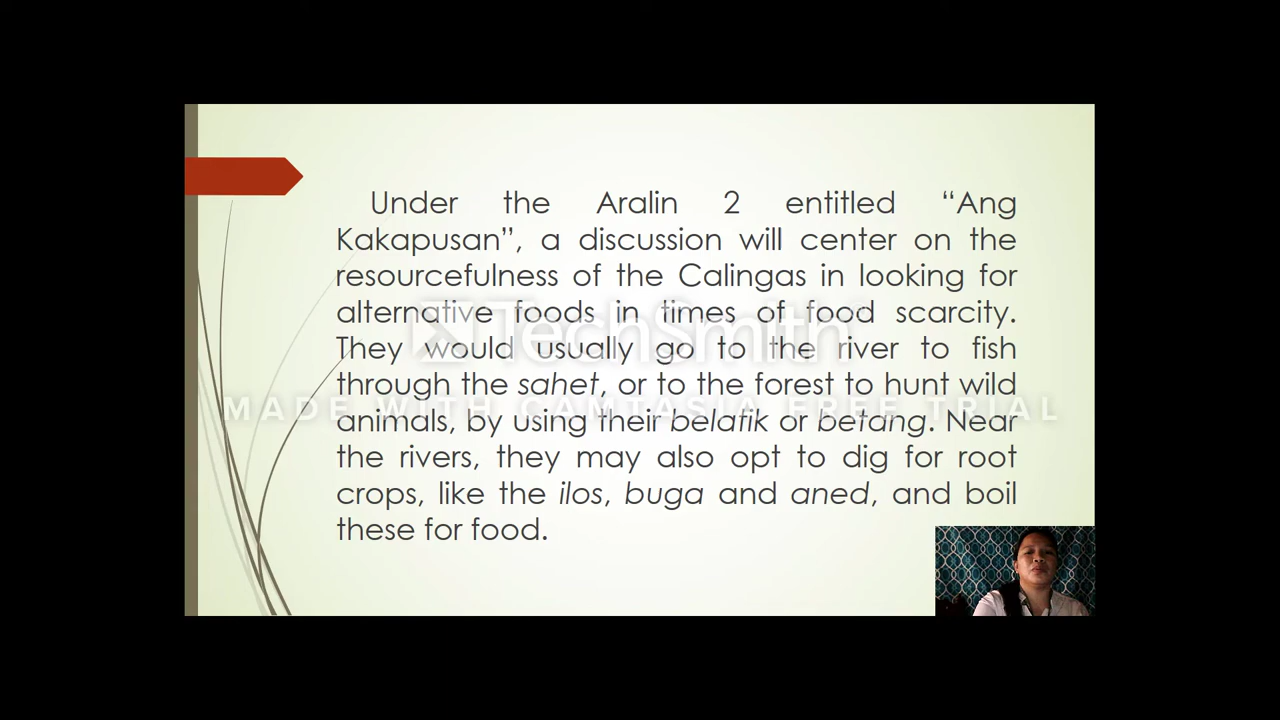 Under the Aralin 2 entitled “Ang
Kakapusan”, a discussion will center on the
resourcefulness of the Calingas in looking for
alternative foods in times of food scarcity.
They would usually go to the river to fish
through the sahet, or to the forest to hunt wild
animals, by using their belatik or betang. Near
the rivers, they may also opt to dig for root
crops, like the ilos, buga and aned, and boil
these for food.
TechSmith®
MADE WITH CAMTASIA FREE TRIAL